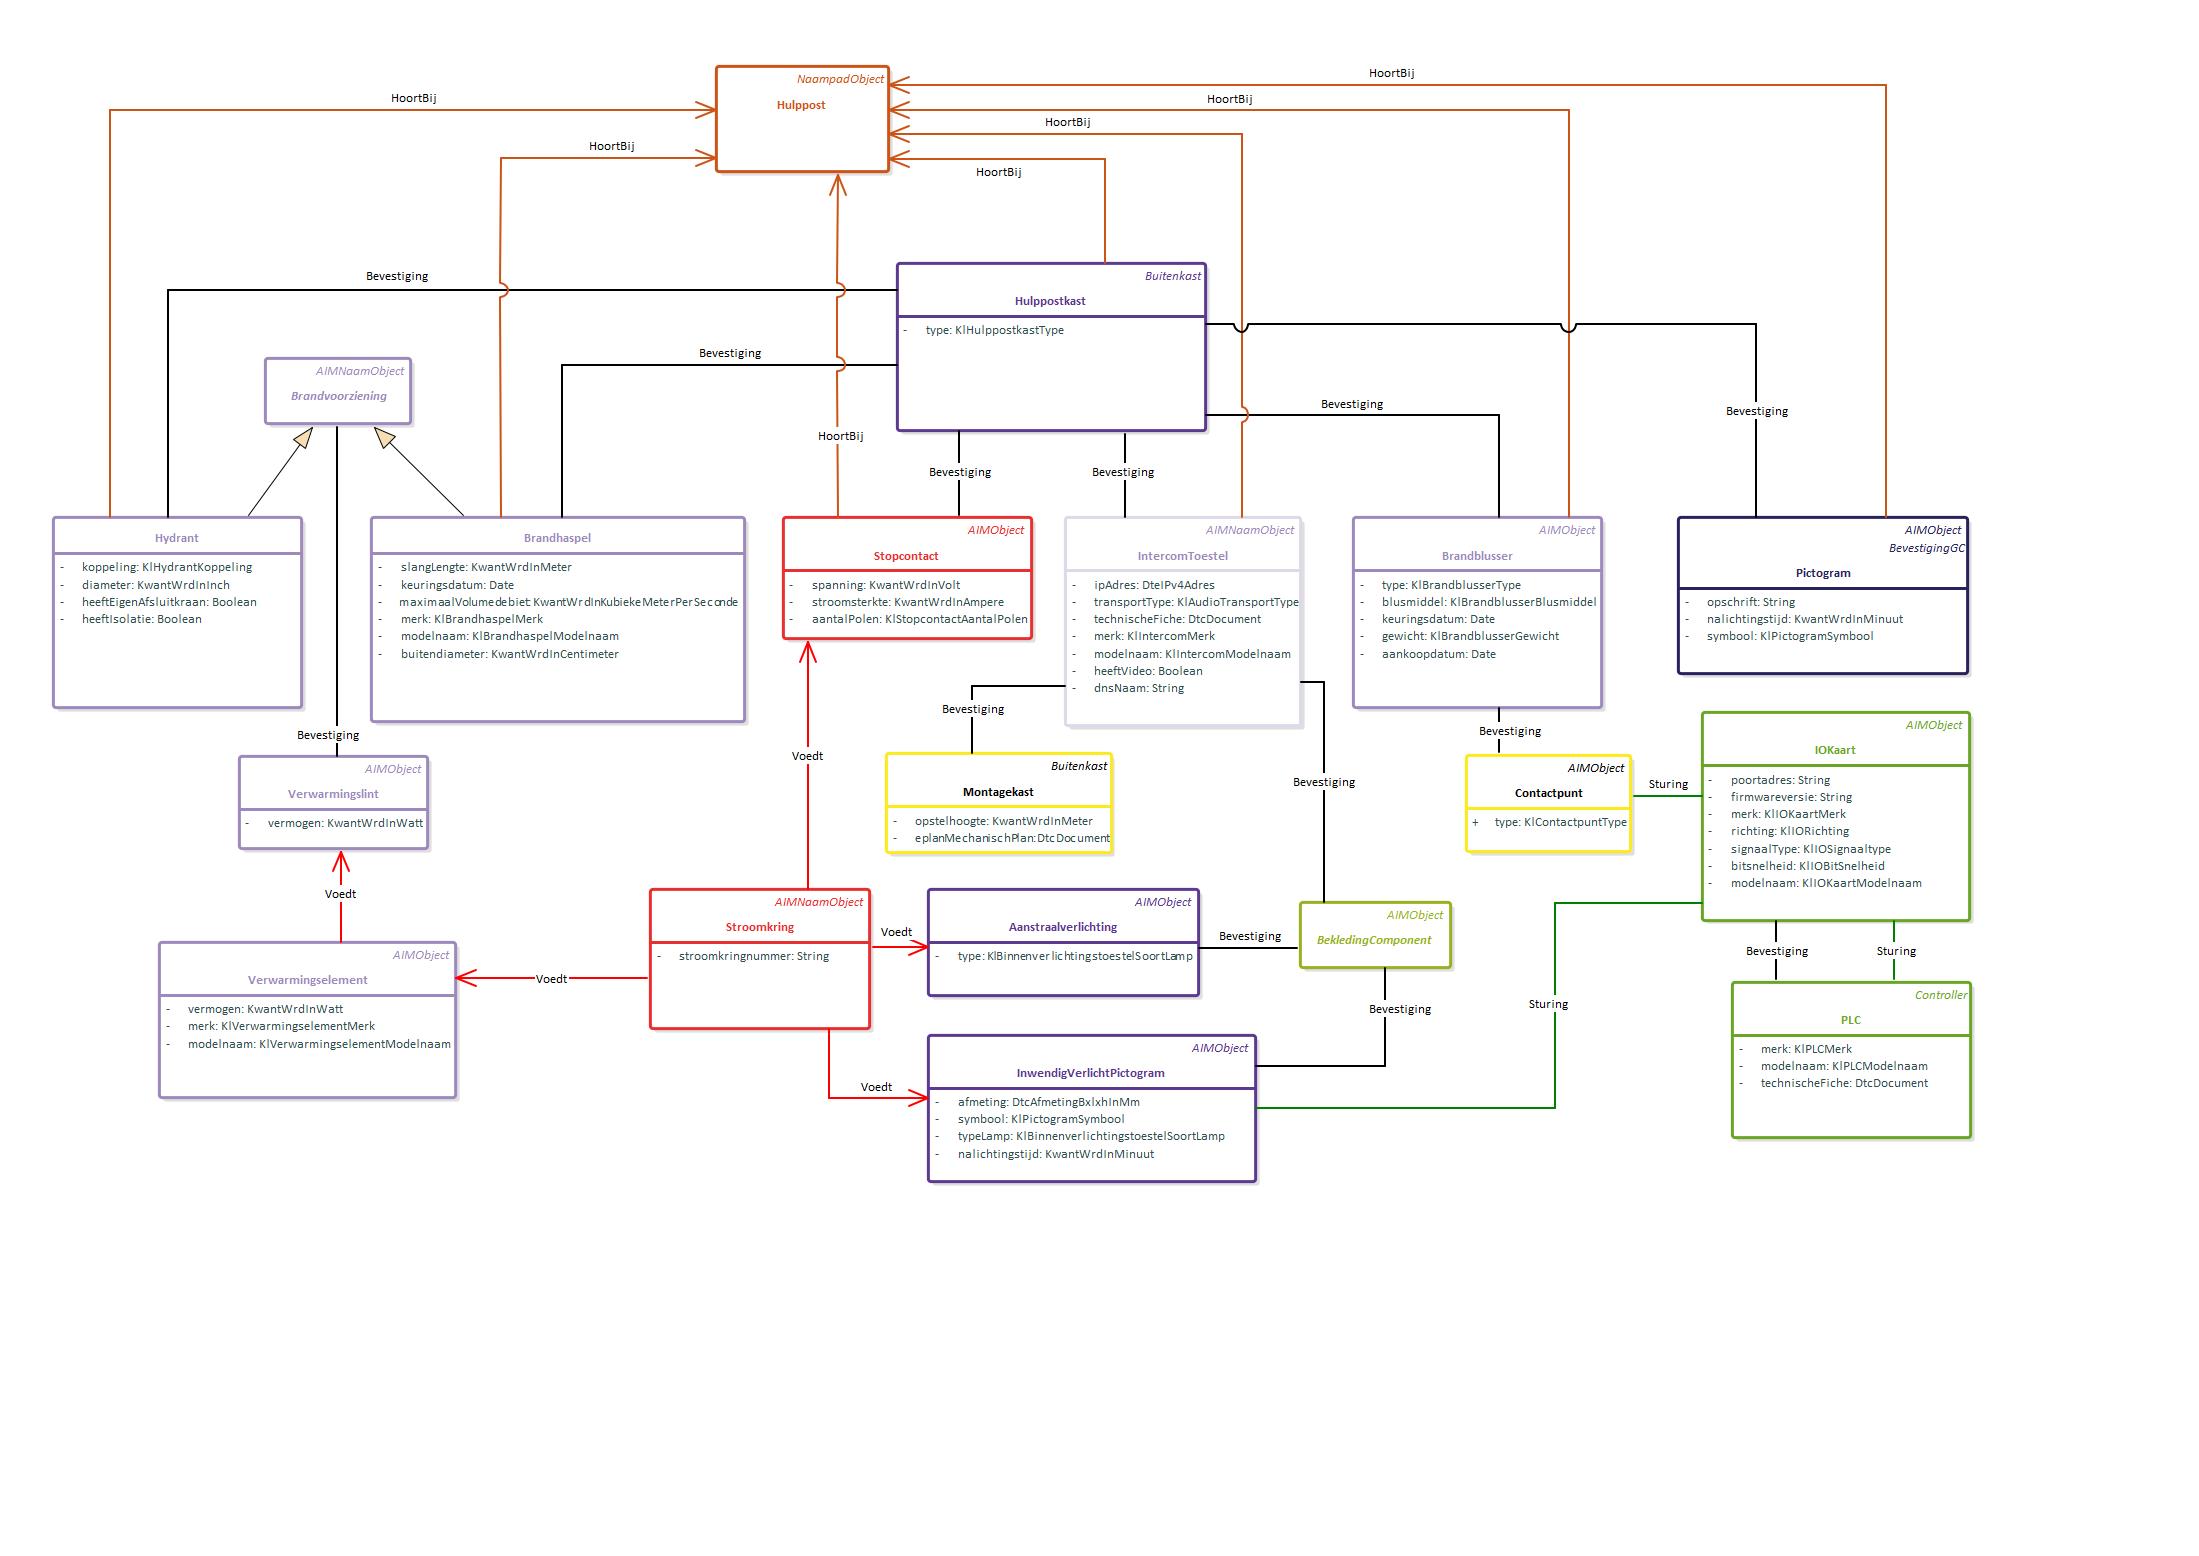 NaampadObject
Hulppost
HoortBij
HoortBij
HoortBij
HoortBij
HoortBij
HoortBij
Bevestiging
Buitenkast
Hulppostkast
- type: KlHulppostkastType
Bevestiging
AIMNaamObject
Brandvoorziening
Bevestiging
Bevestiging
HoortBij
Bevestiging
Bevestiging
Hydrant
- koppeling: KlHydrantKoppeling
- diameter: KwantWrdInInch
- heeftEigenAfsluitkraan: Boolean
- heeftIsolatie: Boolean
Brandhaspel
- slangLengte: KwantWrdInMeter
- keuringsdatum: Date
- maximaalVolumedebiet: KwantWrdInKubiekeMeterPerSeconde
- merk: KlBrandhaspelMerk
- modelnaam: KlBrandhaspelModelnaam
- buitendiameter: KwantWrdInCentimeter
AIMObject
Stopcontact
- spanning: KwantWrdInVolt
- stroomsterkte: KwantWrdInAmpere
- aantalPolen: KlStopcontactAantalPolen
AIMNaamObject
IntercomToestel
- ipAdres: DteIPv4Adres
- transportType: KlAudioTransportType
- technischeFiche: DtcDocument
- merk: KlIntercomMerk
- modelnaam: KlIntercomModelnaam
- heeftVideo: Boolean
- dnsNaam: String
AIMObject
Brandblusser
- type: KlBrandblusserType
- blusmiddel: KlBrandblusserBlusmiddel
- keuringsdatum: Date
- gewicht: KlBrandblusserGewicht
- aankoopdatum: Date
AIMObject
BevestigingGC
Pictogram
- opschrift: String
- nalichtingstijd: KwantWrdInMinuut
- symbool: KlPictogramSymbool
Bevestiging
Bevestiging
Bevestiging
Voedt
Bevestiging
AIMObject
Verwarmingslint
- vermogen: KwantWrdInWatt
Buitenkast
Montagekast
- opstelhoogte: KwantWrdInMeter
- eplanMechanischPlan: DtcDocument
AIMObject
Contactpunt
+ type: KlContactpuntType
Sturing
AIMObject
IOKaart
- poortadres: String
- firmwareversie: String
- merk: KlIOKaartMerk
- richting: KlIORichting
- signaalType: KlIOSignaaltype
- bitsnelheid: KlIOBitSnelheid
- modelnaam: KlIOKaartModelnaam
Voedt
AIMNaamObject
Stroomkring
- stroomkringnummer: String
Voedt
AIMObject
Aanstraalverlichting
- type: KlBinnenverlichtingstoestelSoortLamp
Bevestiging
AIMObject
BekledingComponent
Bevestiging
Sturing
AIMObject
Verwarmingselement
- vermogen: KwantWrdInWatt
- merk: KlVerwarmingselementMerk
- modelnaam: KlVerwarmingselementModelnaam
Voedt
Bevestiging
Sturing
Controller
PLC
- merk: KlPLCMerk
- modelnaam: KlPLCModelnaam
- technischeFiche: DtcDocument
Voedt
AIMObject
InwendigVerlichtPictogram
- afmeting: DtcAfmetingBxlxhInMm
- symbool: KlPictogramSymbool
- typeLamp: KlBinnenverlichtingstoestelSoortLamp
- nalichtingstijd: KwantWrdInMinuut